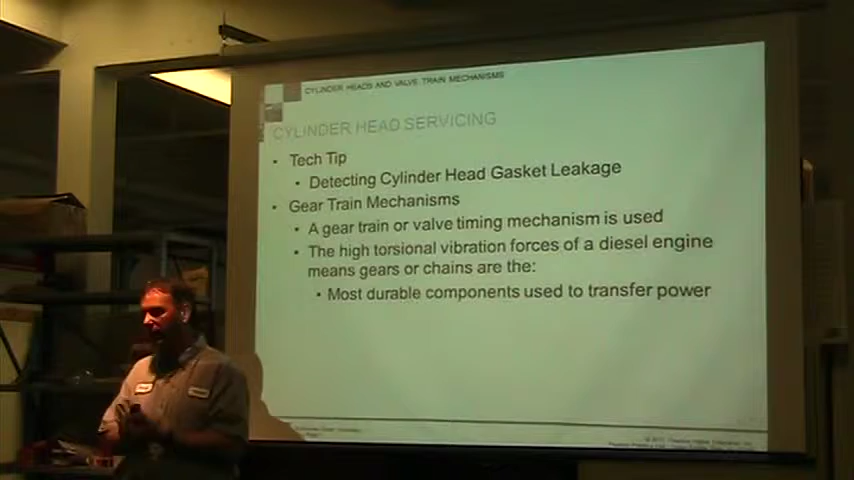 CYLINDER HEADS AND VALVE TRAIN MECHANISMS
CYLINDER HEAD SERVICING
• Tech Tip
• Detecting Cylinder Head Gasket Leakage
• Gear Train Mechanisms
• A gear train or valve timing mechanism is used
• The high torsional vibration forces of a diesel engine
means gears or chains are the:
• Most durable components used to transfer power